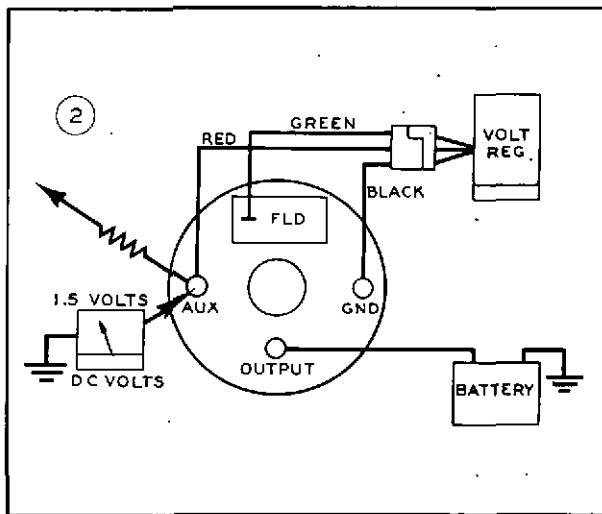 2
GREEN
RED
VOLT
REG.
BLACK
FLD
1.5 VOLTS
AUX
GND
DC VOLTS
OUTPUT
BATTERY